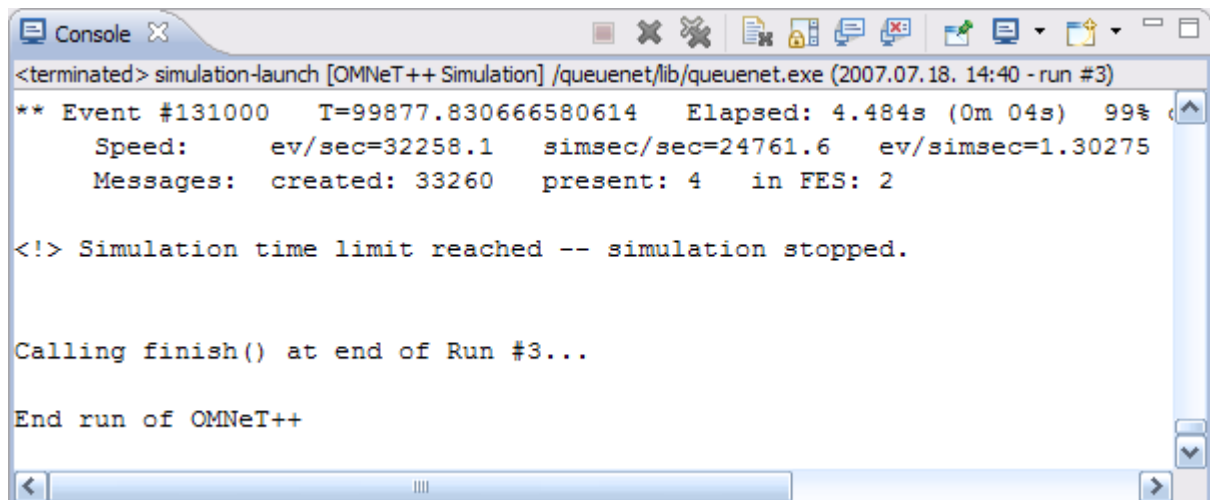 Console
<terminated> simulation-launch [OMNeT++ Simulation] /queuenet/lib/queuenet.exe (2007.07.18. 14:40 - run #3)
** Event #131000   T=99877.830666580614   Elapsed: 4.484s (0m 04s)  99%
Speed:     ev/sec=32258.1   simsec/sec=24761.6   ev/simsec=1.30275
Messages:  created: 33260   present: 4   in FES: 2
<!> Simulation time limit reached -- simulation stopped.
Calling finish() at end of Run #3...
End run of OMNeT++